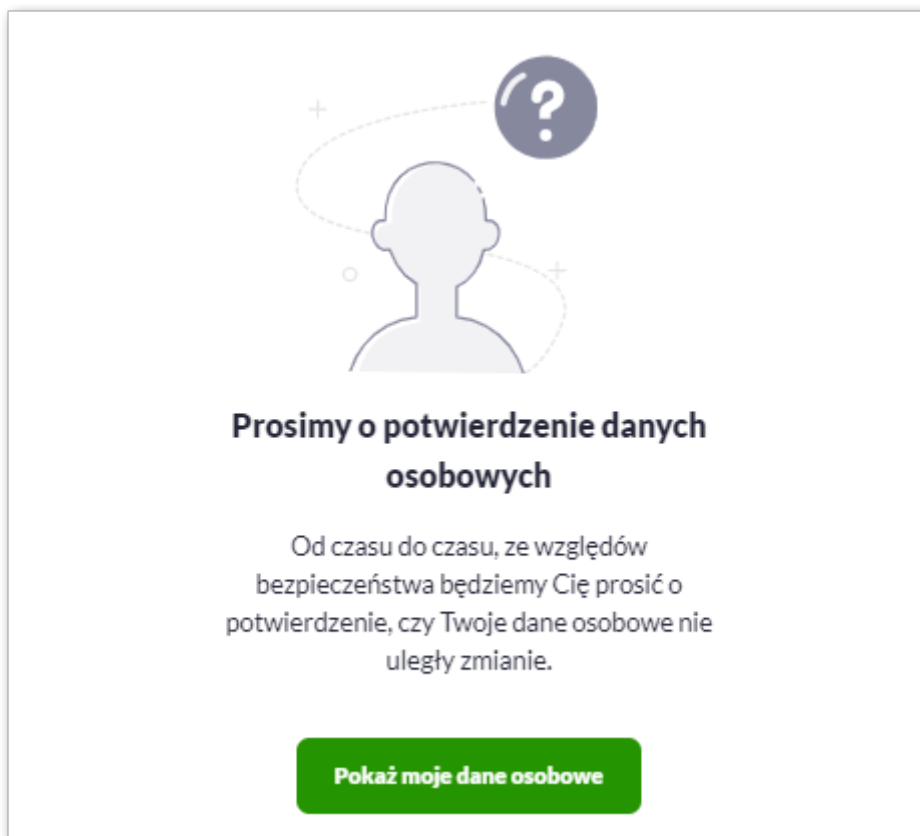 ?
Prosimy o potwierdzenie danych
osobowych
Od czasu do czasu, ze względów
bezpieczeństwa będziemy Cię prosić o
potwierdzenie, czy Twoje dane osobowe nie
uległy zmianie.
Pokaż moje dane osobowe